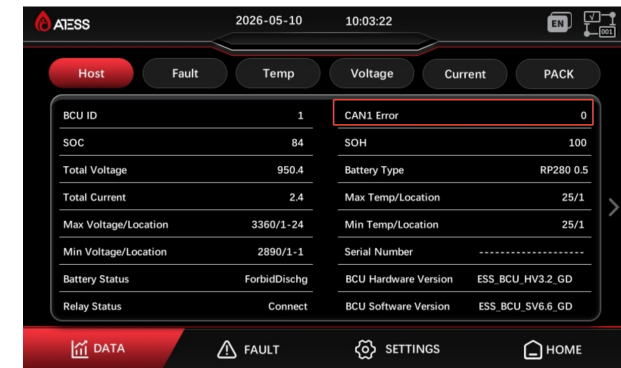 ATESS 2026-05-10 10:03:22 EN 001
Host Fault Temp Voltage Current PACK
BCU ID 1 CAN1 Error 0
SOC 84 SOH 100
Total Voltage 950.4 Battery Type RP280 0.5
Total Current 2.4 Max Temp/Location 25/1
Max Voltage/Location 3360/1-24 Min Temp/Location 25/1
Min Voltage/Location 2890/1-1 Serial Number -------------------
Battery Status ForbidDischg BCU Hardware Version ESS_BCU_HV3.2_GD
Relay Status Connect BCU Software Version ESS_BCU_SV6.6_GD
DATA FAULT SETTINGS HOME